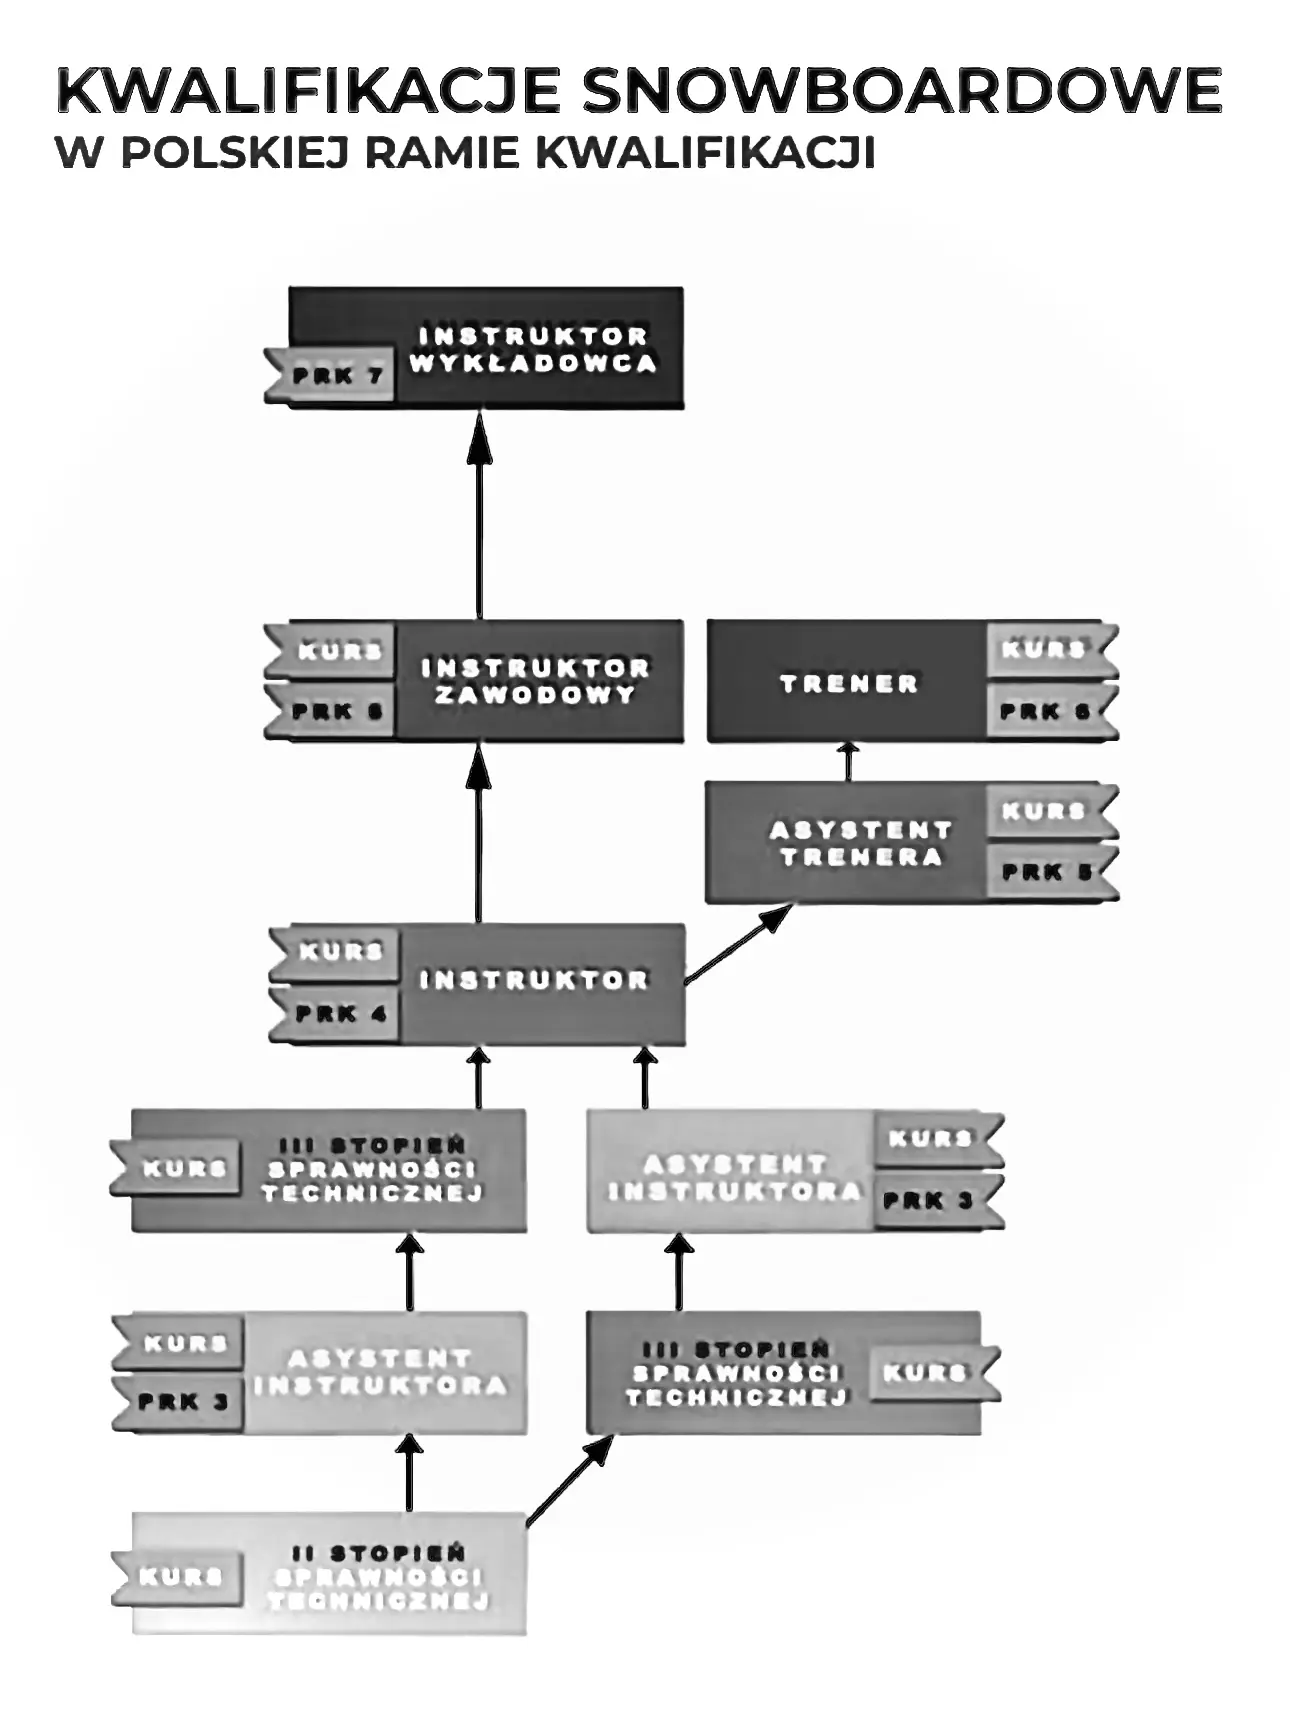 KWALIFIKACJE SNOWBOARDOWE
W POLSKIEJ RAMIE KWALIFIKACJI
INSTRUKTOR
WYKŁADOWCA
PRK 7
KURS
PRK 6
INSTRUKTOR
ZAWODOWY
TRENER
KURS
PRK 6
ASYSTENT
TRENERA
KURS
PRK 5
KURS
PRK 4
INSTRUKTOR
KURS
III STOPIEŃ
SPRAWNOŚCI
TECHNICZNEJ
ASYSTENT
INSTRUKTORA
KURS
PRK 3
KURS
PRK 3
ASYSTENT
INSTRUKTORA
III STOPIEŃ
SPRAWNOŚCI
TECHNICZNEJ
KURS
KURS
II STOPIEŃ
SPRAWNOŚCI
TECHNICZNEJ